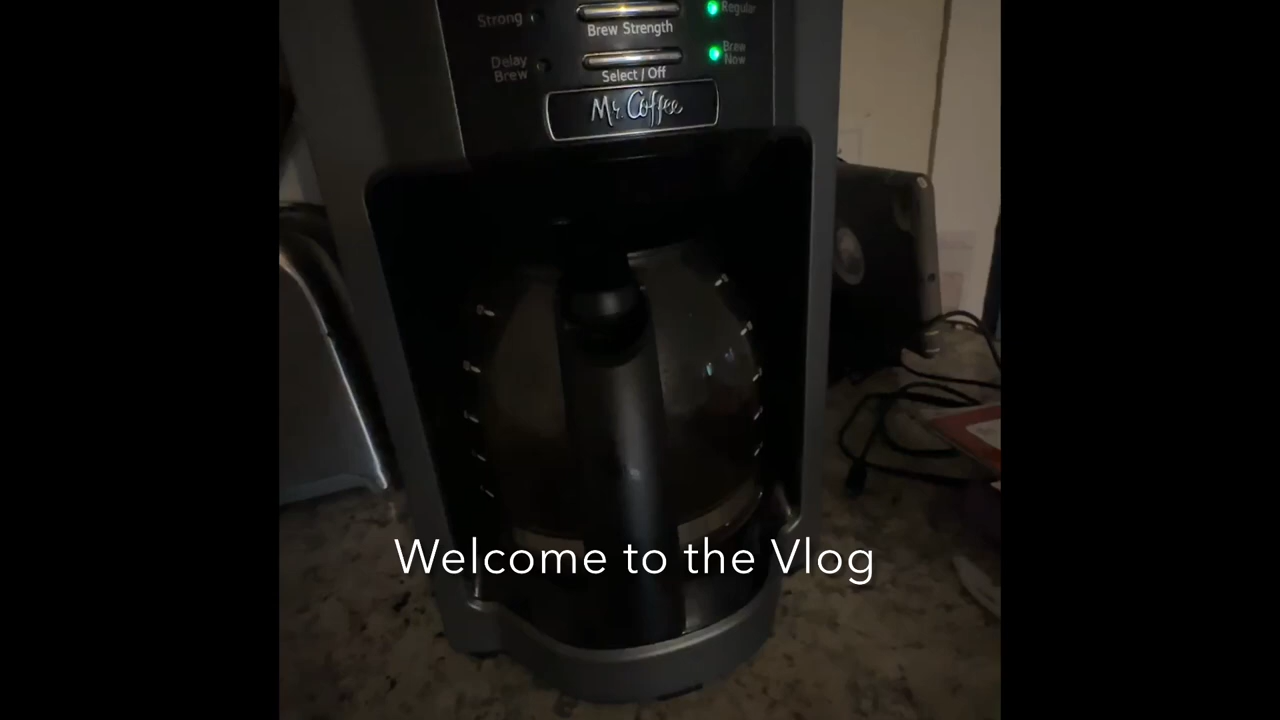 Strong
Brew Strength
Regular
Delay
Brew
Select / Off
Brew
Now
Mr. Coffee
Welcome to the Vlog